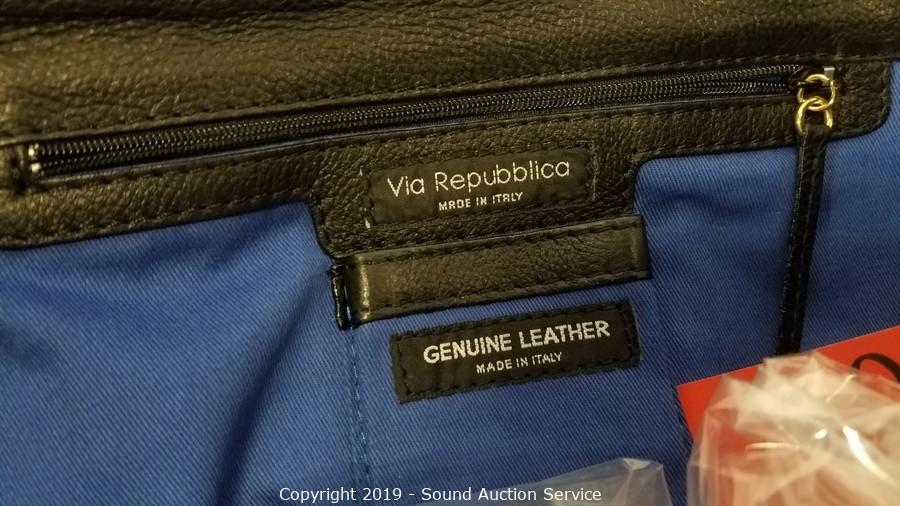 Via Repubblica
MADE IN ITALY
GENUINE LEATHER
MADE IN ITALY
Copyright 2019 - Sound Auction Service